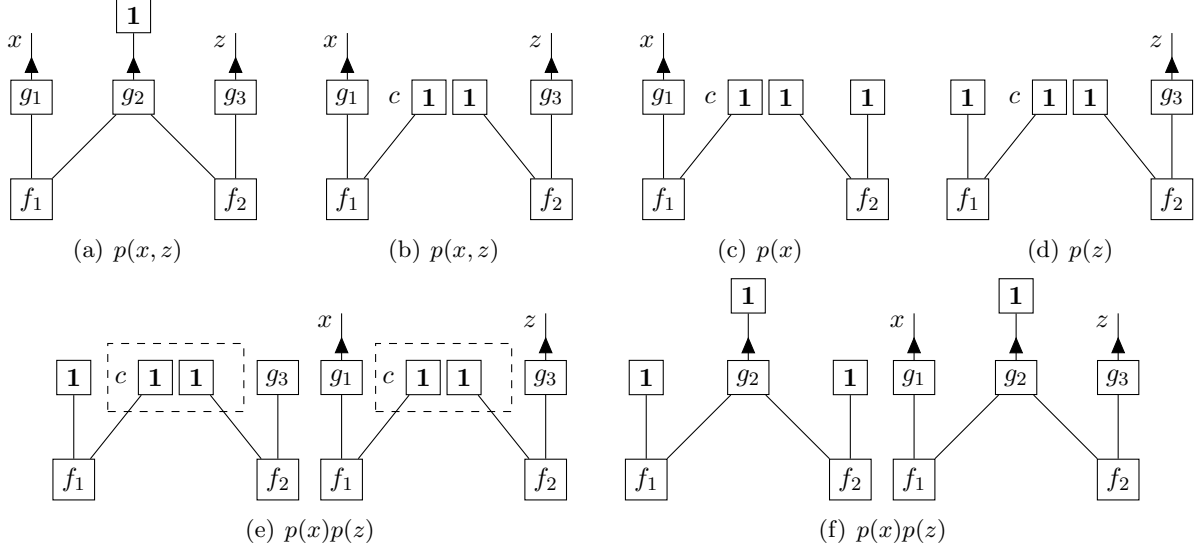 1
x z x z x z
g₁ g₂ g₃ g₁ c 1 1 g₃ g₁ c 1 1 1 1 c 1 1 g₃
f₁ f₂ f₁ f₂ f₁ f₂ f₁ f₂
(a) p(x, z) (b) p(x, z) (c) p(x) (d) p(z)
1 1
x z x z
1 c 1 1 g₃ g₁ c 1 1 g₃ 1 g₂ 1 g₁ g₂ g₃
f₁ f₂ f₁ f₂ f₁ f₂ f₁ f₂
(e) p(x)p(z) (f) p(x)p(z)